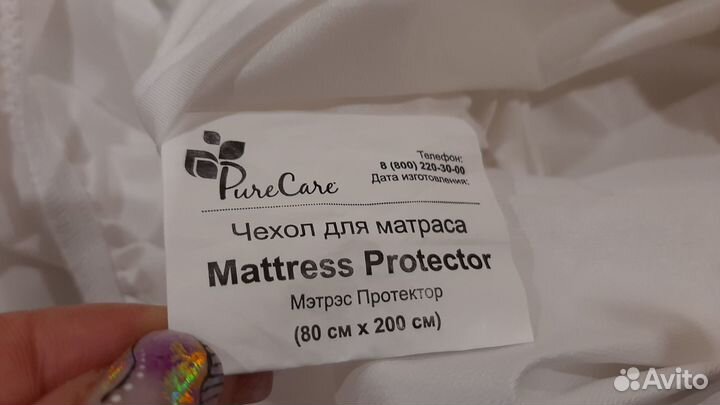 PureCare
Телефон:
8 (800) 220-30-00
Дата изготовления:
Чехол для матраса
Mattress Protector
Мэтрэс Протектор
(80 см х 200 см)
Avito